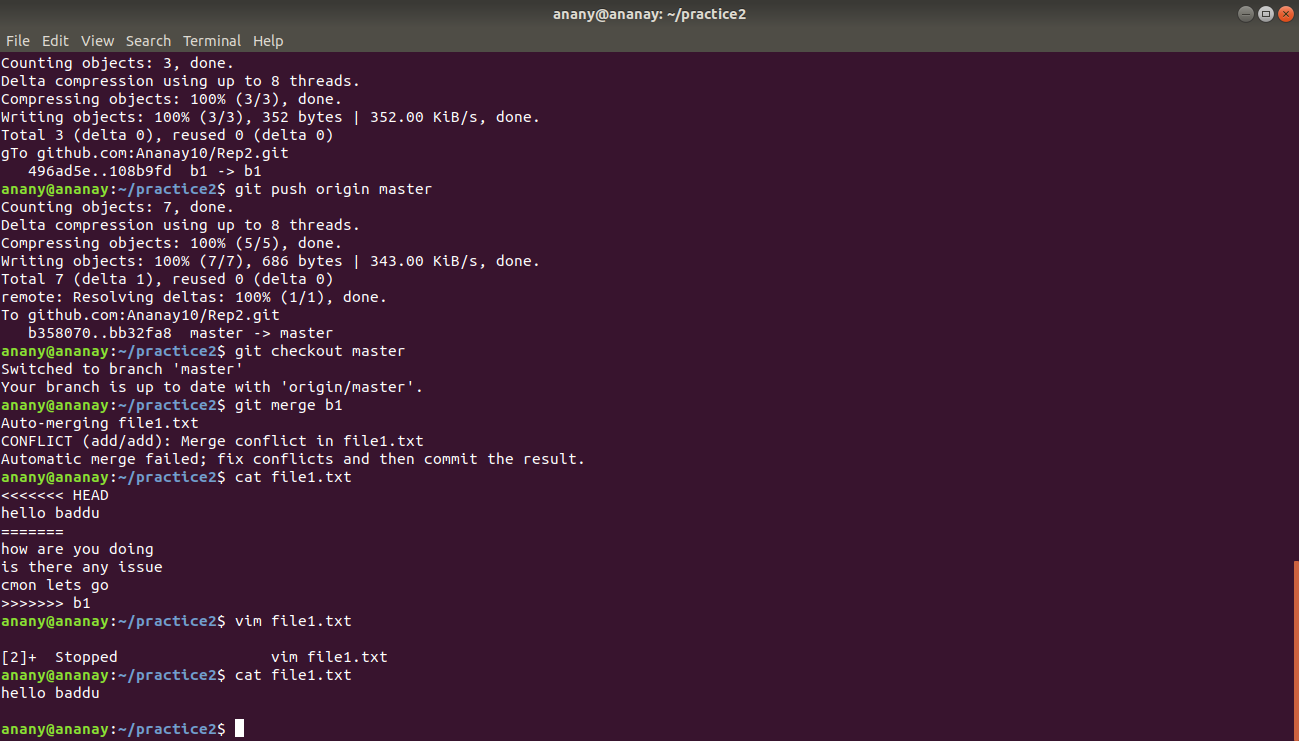 anany@ananay: ~/practice2
File Edit View Search Terminal Help
Counting objects: 3, done.
Delta compression using up to 8 threads.
Compressing objects: 100% (3/3), done.
Writing objects: 100% (3/3), 352 bytes | 352.00 KiB/s, done.
Total 3 (delta 0), reused 0 (delta 0)
gTo github.com:Ananay10/Rep2.git
   496ad5e..108b9fd  b1 -> b1
anany@ananay:~/practice2$ git push origin master
Counting objects: 7, done.
Delta compression using up to 8 threads.
Compressing objects: 100% (5/5), done.
Writing objects: 100% (7/7), 686 bytes | 343.00 KiB/s, done.
Total 7 (delta 1), reused 0 (delta 0)
remote: Resolving deltas: 100% (1/1), done.
To github.com:Ananay10/Rep2.git
   b358070..bb32fa8  master -> master
anany@ananay:~/practice2$ git checkout master
Switched to branch 'master'
Your branch is up to date with 'origin/master'.
anany@ananay:~/practice2$ git merge b1
Auto-merging file1.txt
CONFLICT (add/add): Merge conflict in file1.txt
Automatic merge failed; fix conflicts and then commit the result.
anany@ananay:~/practice2$ cat file1.txt
<<<<<<< HEAD
hello baddu
=======
how are you doing
is there any issue
cmon lets go
>>>>>>> b1
anany@ananay:~/practice2$ vim file1.txt
[2]+  Stopped                 vim file1.txt
anany@ananay:~/practice2$ cat file1.txt
hello baddu
anany@ananay:~/practice2$